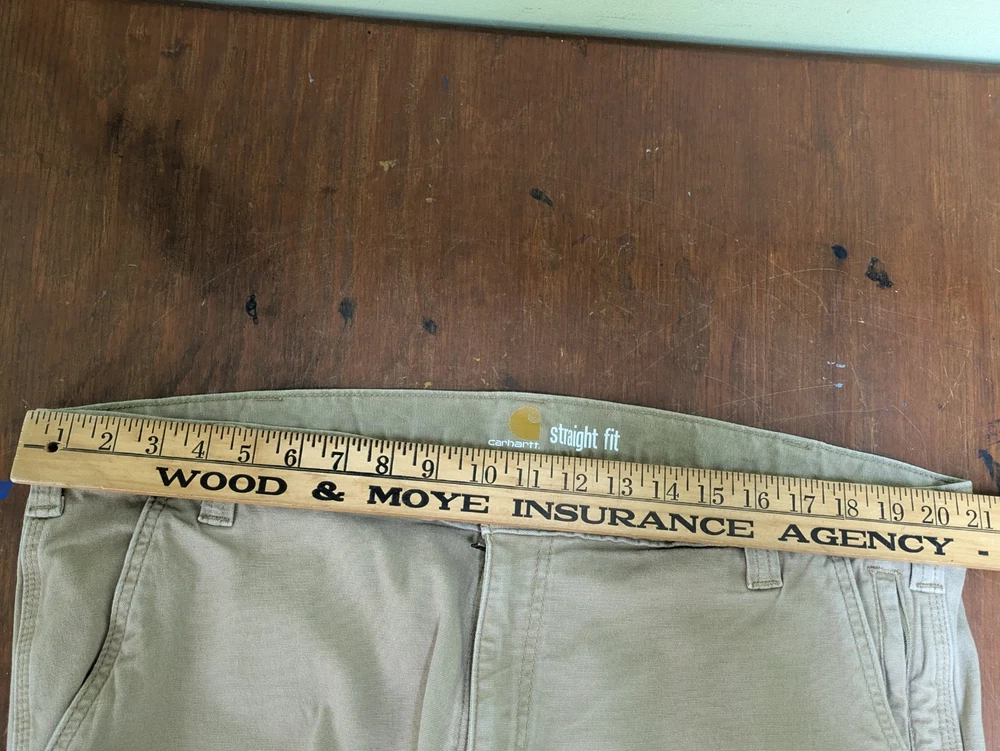 carhartt. straight fit
1 2 3 4 5 6 7 8 9 10 11 12 13 14 15 16 17 18 19 20 21
WOOD & MOYE INSURANCE AGENCY -